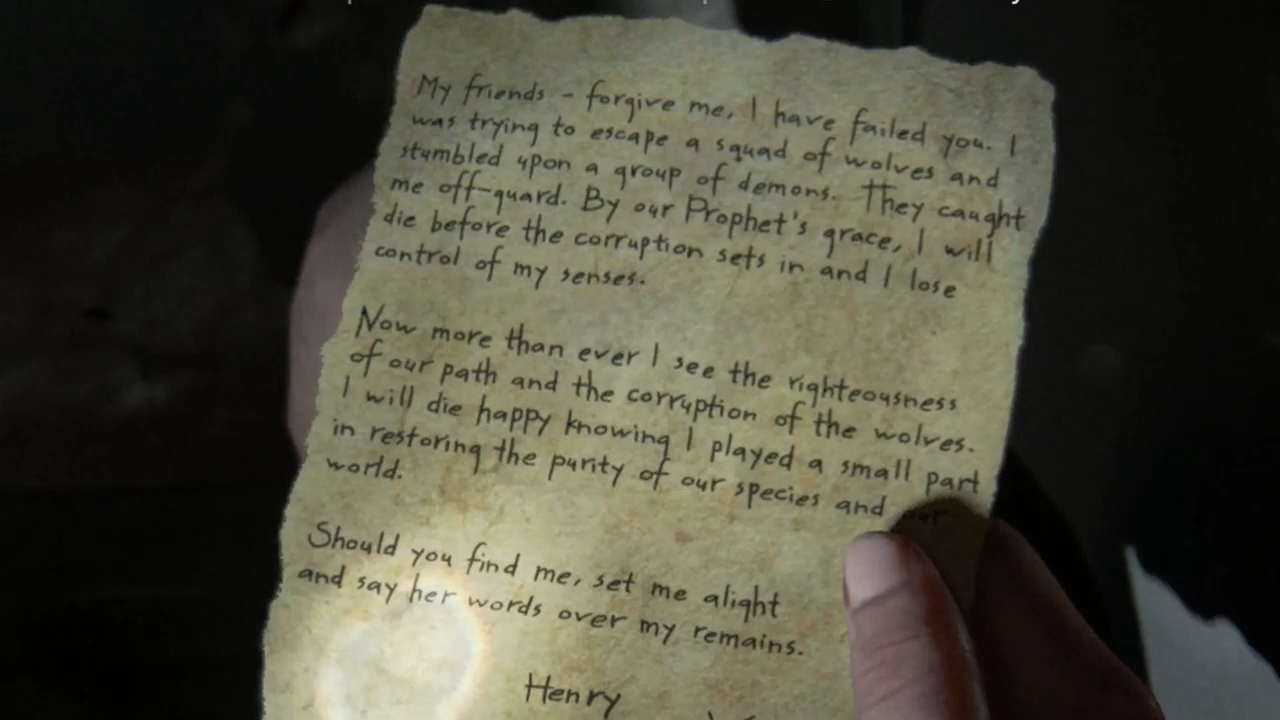 My friends - forgive me, I have failed you. I
was trying to escape a squad of wolves and
stumbled upon a group of demons. They caught
me off-guard. By our Prophet's grace, I will
die before the corruption sets in and I lose
control of my senses.
Now more than ever I see the righteousness
of our path and the corruption of the wolves.
I will die happy knowing I played a small part
in restoring the purity of our species and our
world.
Should you find me, set me alight
and say her words over my remains.
Henry